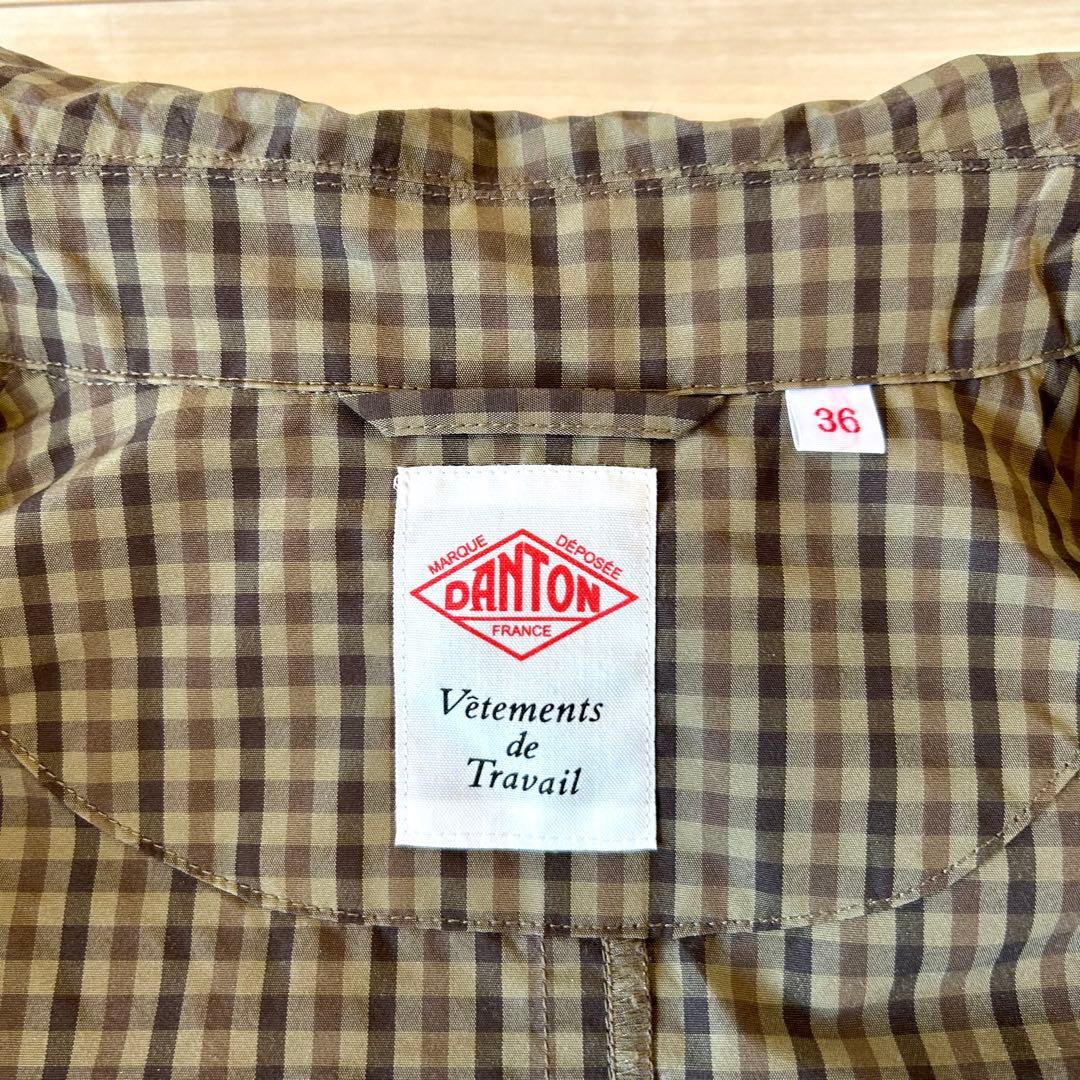 36
MARQUE DÉPOSÉE
DANTON
FRANCE
Vêtements
de
Travail